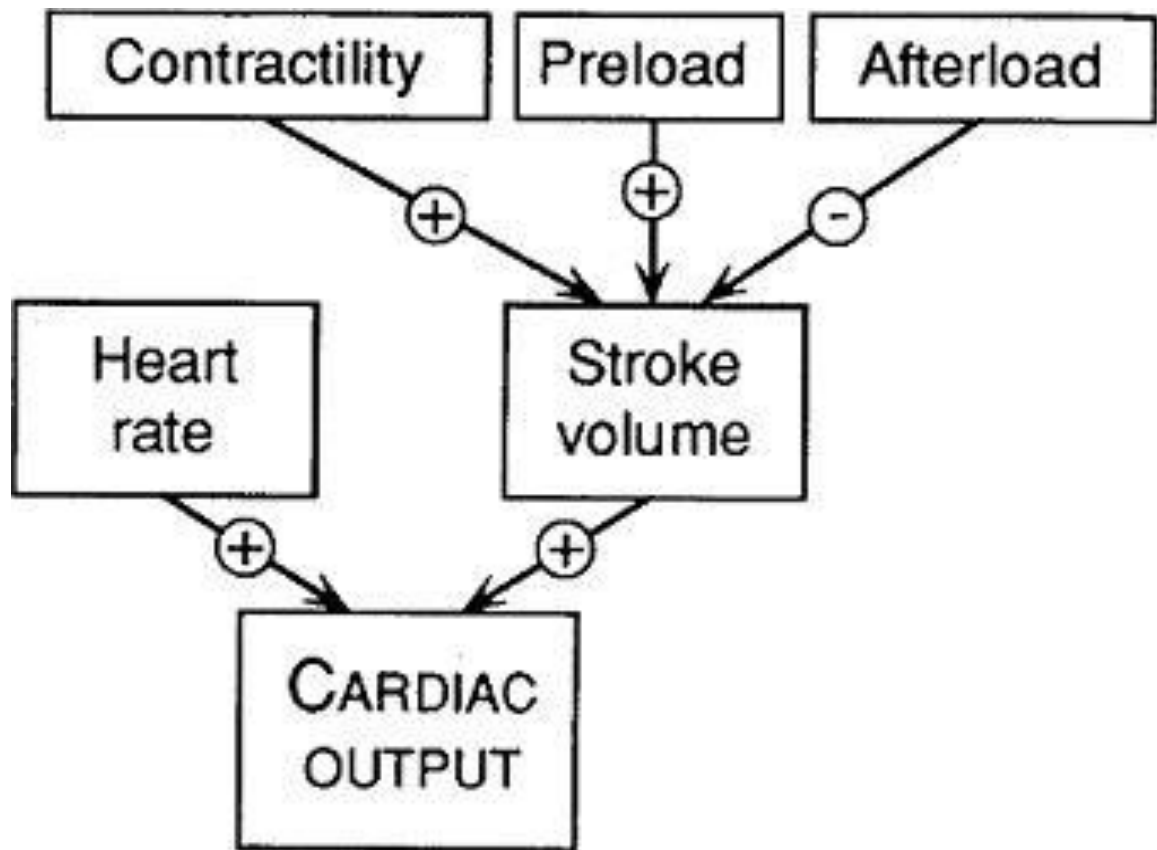 Contractility
Preload
Afterload
+
+
-
Heart
rate
Stroke
volume
+
+
CARDIAC
OUTPUT